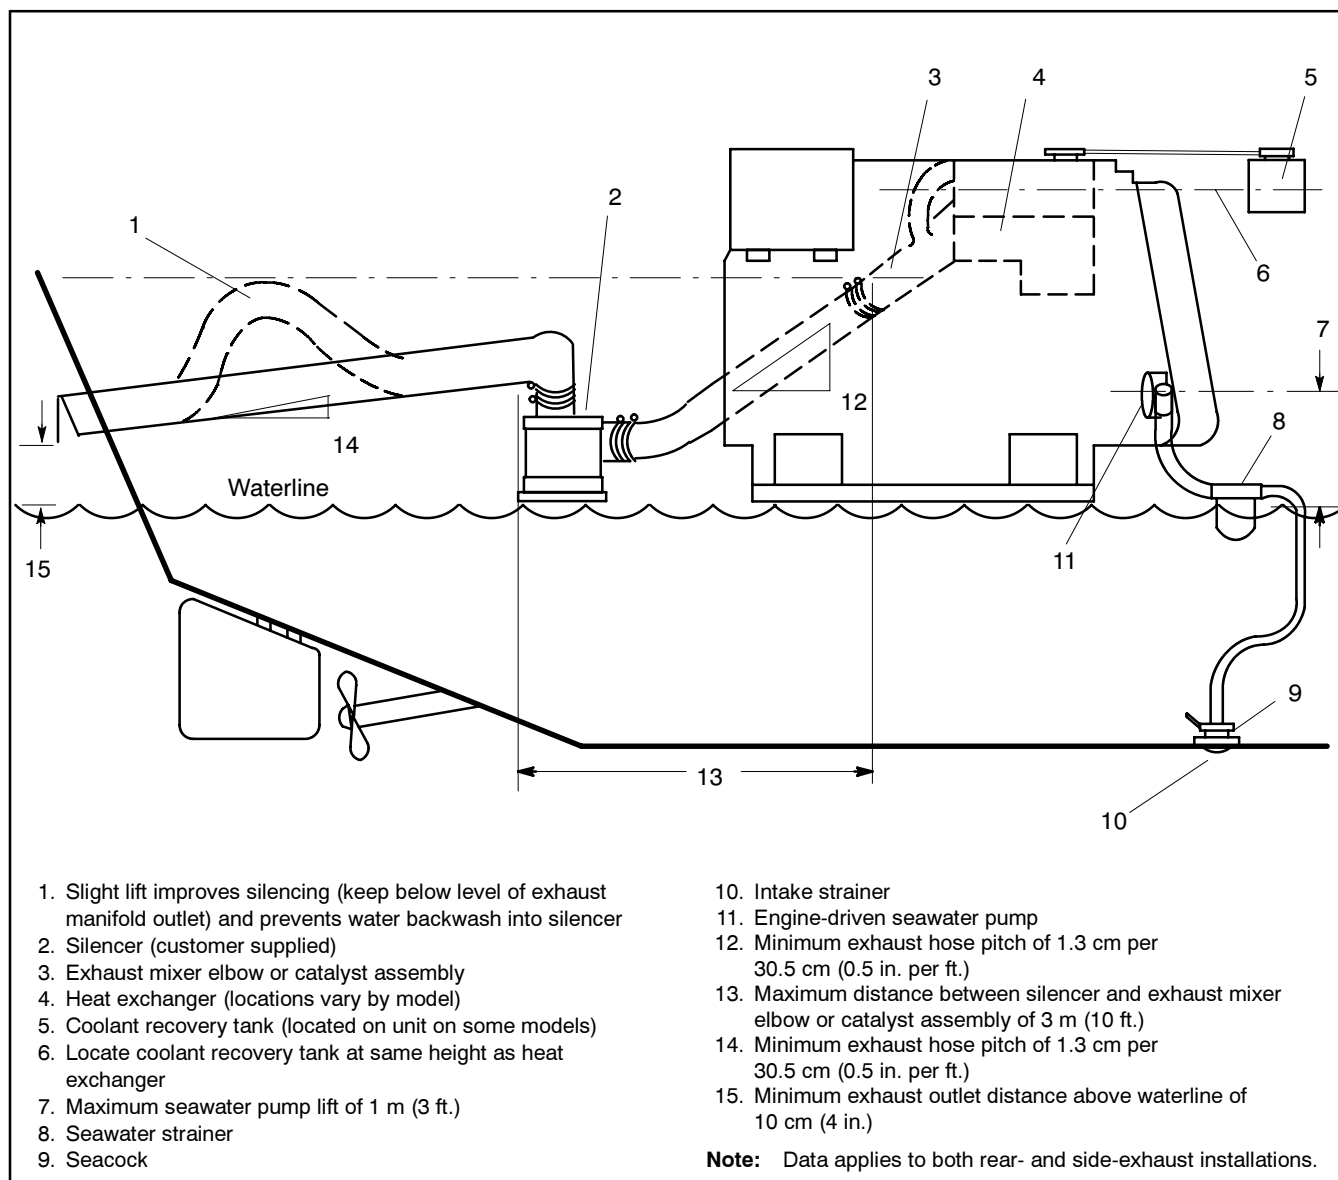 3
4
5
2
1
6
7
12
8
14
Waterline
11
15
9
13
10
1. Slight lift improves silencing (keep below level of exhaust
manifold outlet) and prevents water backwash into silencer
2. Silencer (customer supplied)
3. Exhaust mixer elbow or catalyst assembly
4. Heat exchanger (locations vary by model)
5. Coolant recovery tank (located on unit on some models)
6. Locate coolant recovery tank at same height as heat
exchanger
7. Maximum seawater pump lift of 1 m (3 ft.)
8. Seawater strainer
9. Seacock
10. Intake strainer
11. Engine-driven seawater pump
12. Minimum exhaust hose pitch of 1.3 cm per
30.5 cm (0.5 in. per ft.)
13. Maximum distance between silencer and exhaust mixer
elbow or catalyst assembly of 3 m (10 ft.)
14. Minimum exhaust hose pitch of 1.3 cm per
30.5 cm (0.5 in. per ft.)
15. Minimum exhaust outlet distance above waterline of
10 cm (4 in.)
Note: Data applies to both rear- and side-exhaust installations.